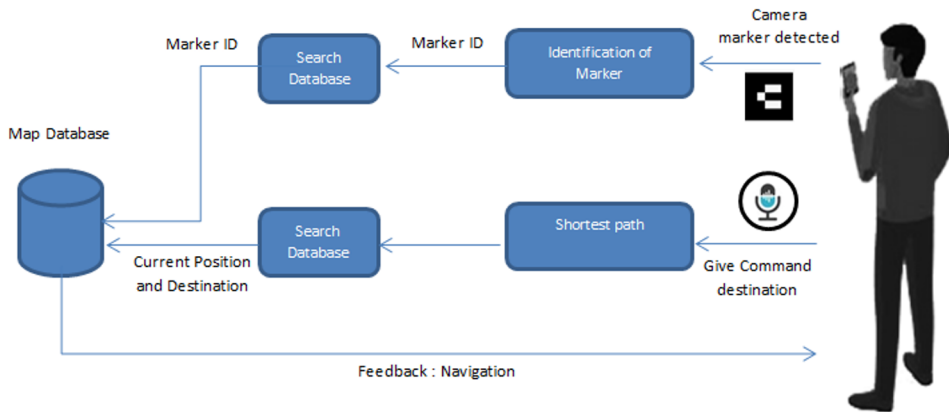 Camera
marker detected
Marker ID
Marker ID
Identification of
Marker
Search
Database
Map Database
Shortest path
Search
Database
Give Command
destination
Current Position
and Destination
Feedback : Navigation